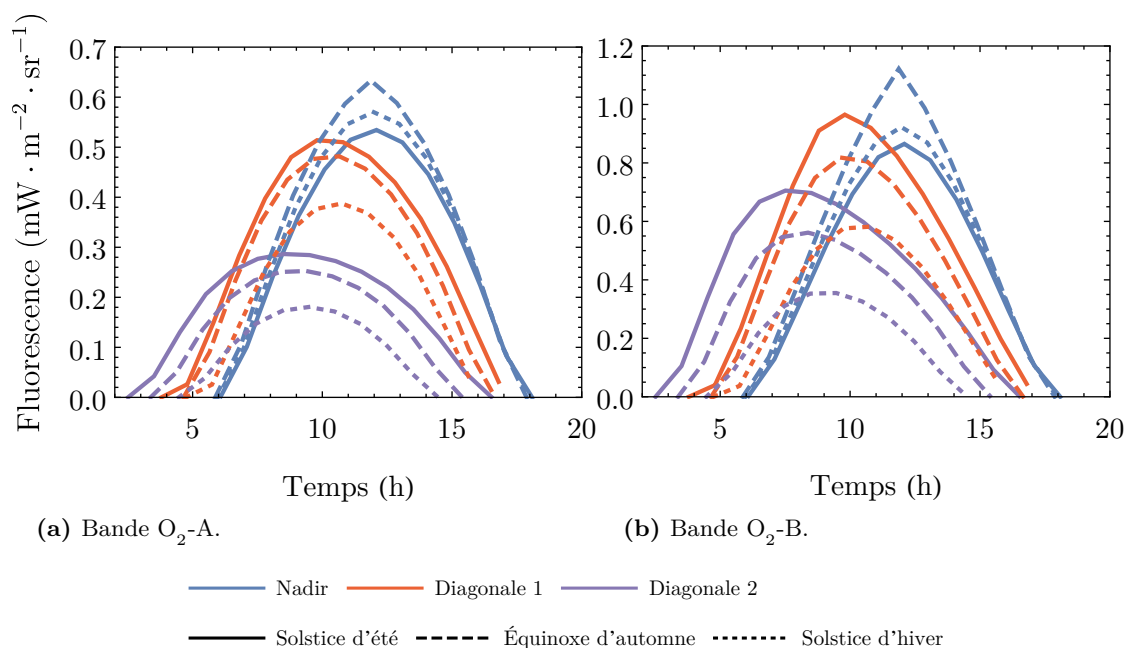 Fluorescence (mW · m⁻² · sr⁻¹)
0.7
0.6
0.5
0.4
0.3
0.2
0.1
0.0
5 10 15 20
Temps (h)
(a) Bande O₂-A.
1.2
1.0
0.8
0.6
0.4
0.2
0.0
5 10 15 20
Temps (h)
(b) Bande O₂-B.
Nadir Diagonale 1 Diagonale 2
Solstice d'été Équinoxe d'automne Solstice d'hiver